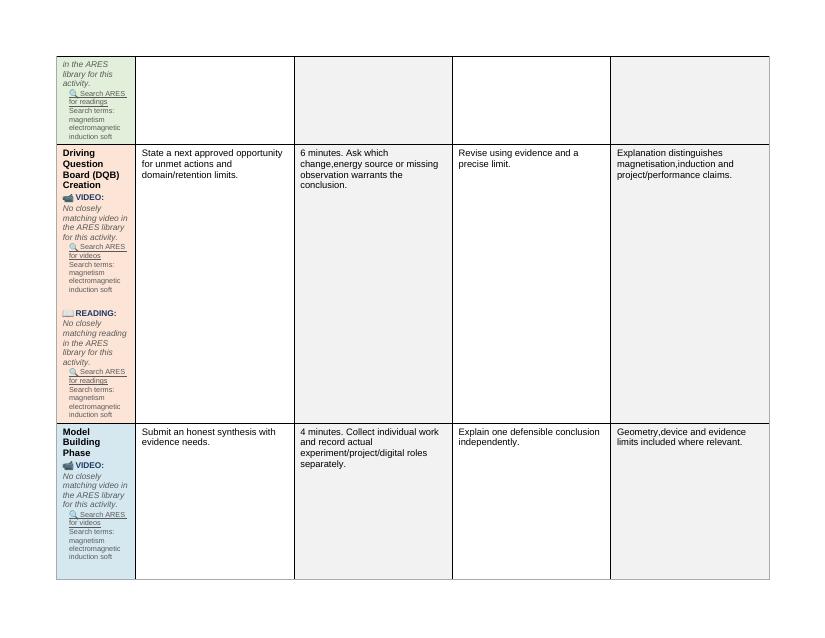 in the ARES
library for this
activity.
🔍 Search ARES
for readings
Search terms:
magnetism
electromagnetic
induction soft
Driving
Question
Board (DQB)
Creation
📹 VIDEO:
No closely
matching video in
the ARES library
for this activity.
🔍 Search ARES
for videos
Search terms:
magnetism
electromagnetic
induction soft
📖 READING:
No closely
matching reading
in the ARES
library for this
activity.
🔍 Search ARES
for readings
Search terms:
magnetism
electromagnetic
induction soft
State a next approved opportunity
for unmet actions and
domain/retention limits.
6 minutes. Ask which
change,energy source or missing
observation warrants the
conclusion.
Revise using evidence and a
precise limit.
Explanation distinguishes
magnetisation,induction and
project/performance claims.
Model
Building
Phase
📹 VIDEO:
No closely
matching video in
the ARES library
for this activity.
🔍 Search ARES
for videos
Search terms:
magnetism
electromagnetic
induction soft
Submit an honest synthesis with
evidence needs.
4 minutes. Collect individual work
and record actual
experiment/project/digital roles
separately.
Explain one defensible conclusion
independently.
Geometry,device and evidence
limits included where relevant.